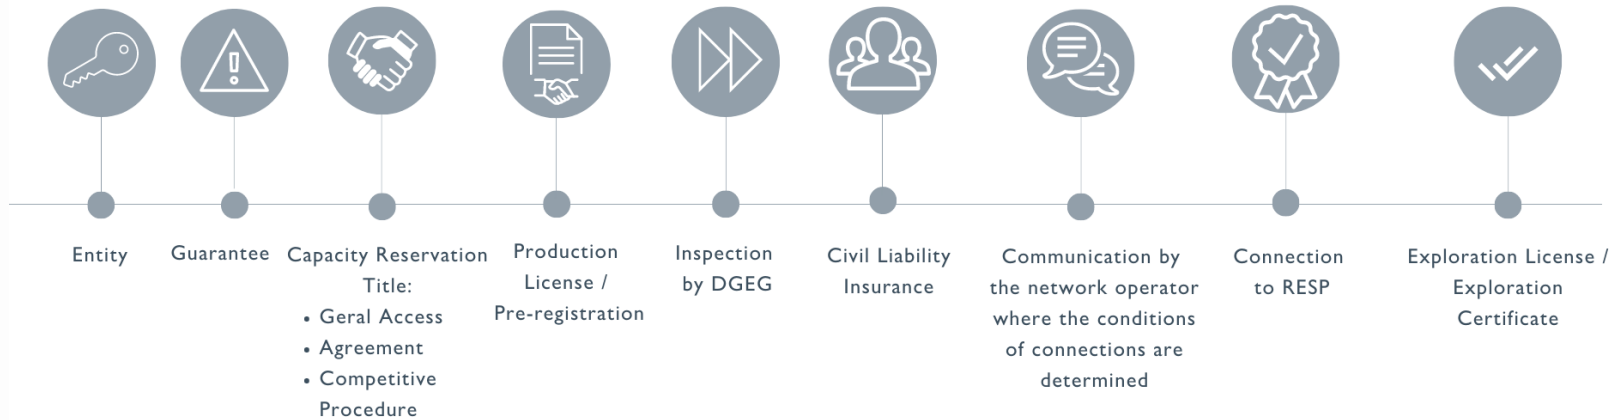 Entity
Guarantee
Capacity Reservation
Title:
• Geral Access
• Agreement
• Competitive
Procedure
Production
License /
Pre-registration
Inspection
by DGEG
Civil Liability
Insurance
Communication by
the network operator
where the conditions
of connections are
determined
Connection
to RESP
Exploration License /
Exploration
Certificate